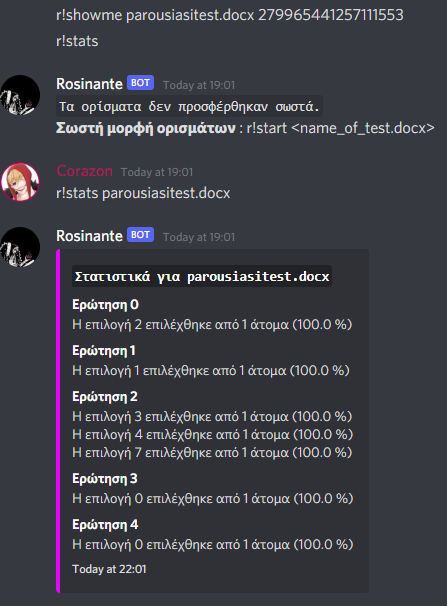 r!showme parousiasitest.docx 279965441257111553
r!stats
Rosinante BOT Today at 19:01
Τα ορίσματα δεν προσφέρθηκαν σωστά.
Σωστή μορφή ορισμάτων : r!start <name_of_test.docx>
Corazon Today at 19:01
r!stats parousiasitest.docx
Rosinante BOT Today at 19:01
Στατιστικά για parousiasitest.docx
Ερώτηση 0
Η επιλογή 2 επιλέχθηκε από 1 άτομα (100.0 %)
Ερώτηση 1
Η επιλογή 1 επιλέχθηκε από 1 άτομα (100.0 %)
Ερώτηση 2
Η επιλογή 3 επιλέχθηκε από 1 άτομα (100.0 %)
Η επιλογή 4 επιλέχθηκε από 1 άτομα (100.0 %)
Η επιλογή 7 επιλέχθηκε από 1 άτομα (100.0 %)
Ερώτηση 3
Η επιλογή 0 επιλέχθηκε από 1 άτομα (100.0 %)
Ερώτηση 4
Η επιλογή 0 επιλέχθηκε από 1 άτομα (100.0 %)
Today at 22:01